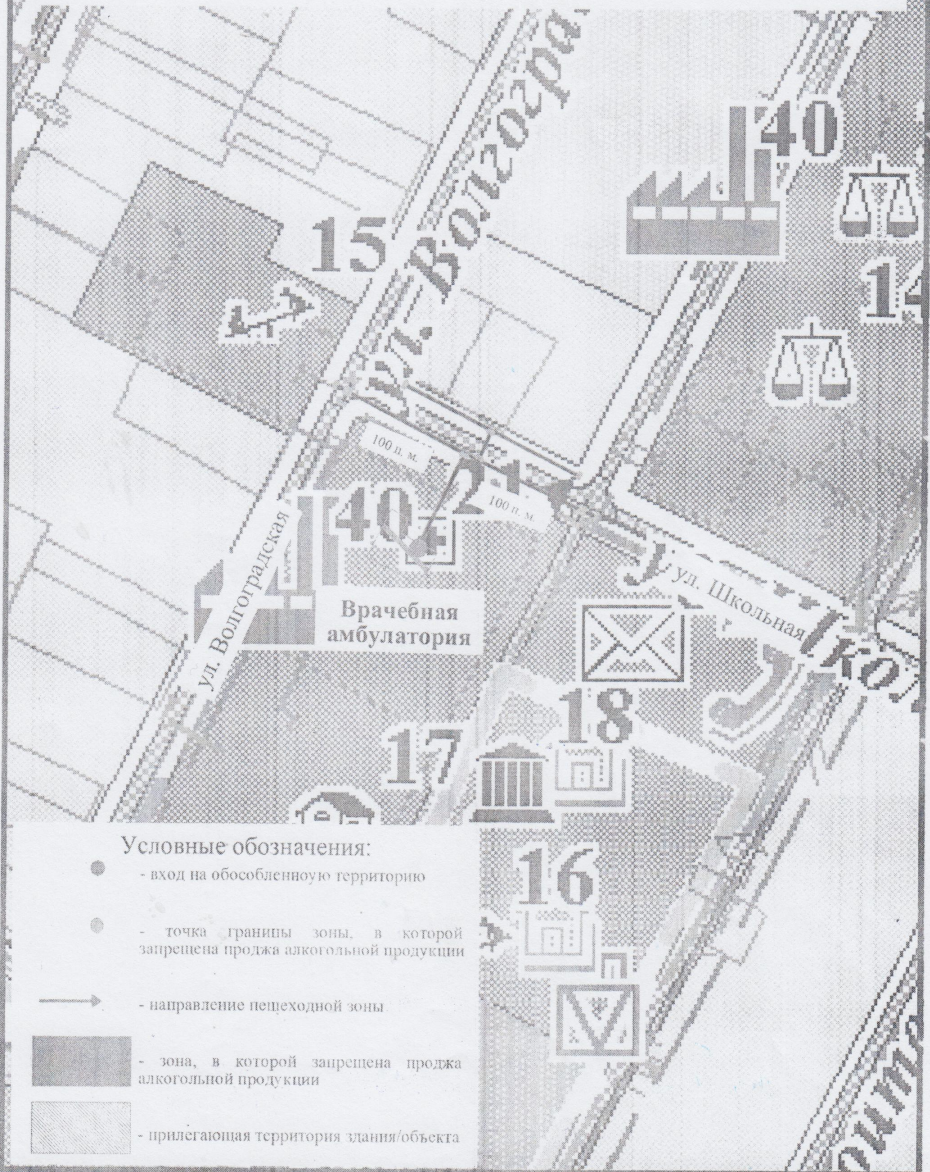 40
15
14
ул. Волгогра
100 п. м.
21
100 п. м.
40
ул. Волгоградская
ул. Школьная
Врачебная
амбулатория
18
17
16
Условные обозначения:
- вход на обособленную территорию
- точка границы зоны, в которой
запрещена проджа алкогольной продукции
- направление пешеходной зоны
- зона, в которой запрещена проджа
алкогольной продукции
- прилегающая территория здания/объекта